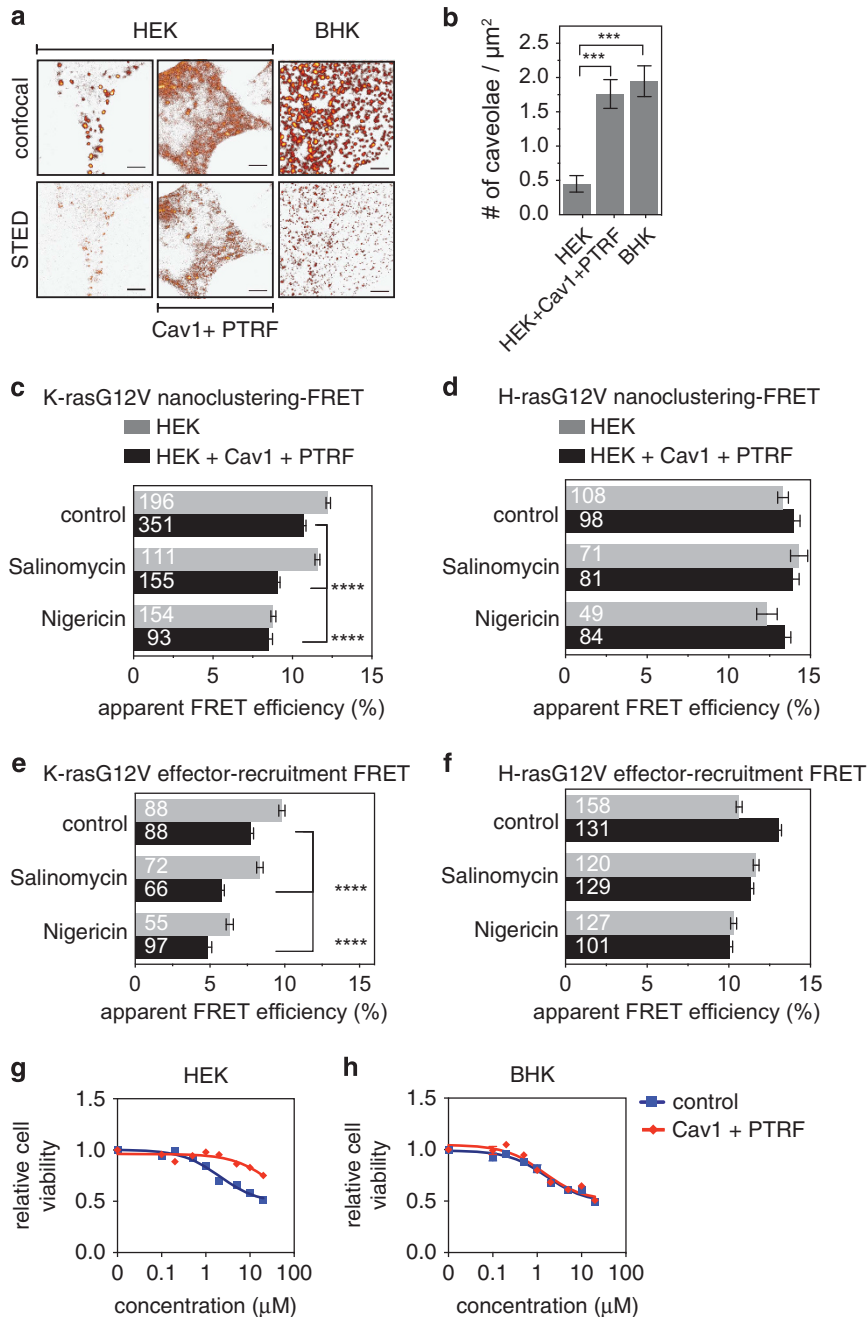 a
HEK
BHK
confocal
STED
Cav1+ PTRF
b
# of caveolae / µm²
2.5
2.0
1.5
1.0
0.5
0.0
***
***
HEK
HEK+Cav1+PTRF
BHK
c
K-rasG12V nanoclustering-FRET
HEK
HEK + Cav1 + PTRF
control
196
351
Salinomycin
111
155
****
Nigericin
154
93
****
0 5 10 15
apparent FRET efficiency (%)
d
H-rasG12V nanoclustering-FRET
HEK
HEK + Cav1 + PTRF
control
108
98
Salinomycin
71
81
Nigericin
49
84
0 5 10 15
apparent FRET efficiency (%)
e
K-rasG12V effector-recruitment FRET
control
88
88
Salinomycin
72
66
****
Nigericin
55
97
****
0 5 10 15
apparent FRET efficiency (%)
f
H-rasG12V effector-recruitment FRET
control
158
131
Salinomycin
120
129
Nigericin
127
101
0 5 10 15
apparent FRET efficiency (%)
g
HEK
relative cell
viability
1.5
1.0
0.5
0.0
0 0.1 1 10 100
concentration (µM)
h
BHK
relative cell
viability
1.5
1.0
0.5
0.0
0 0.1 1 10 100
concentration (µM)
control
Cav1 + PTRF